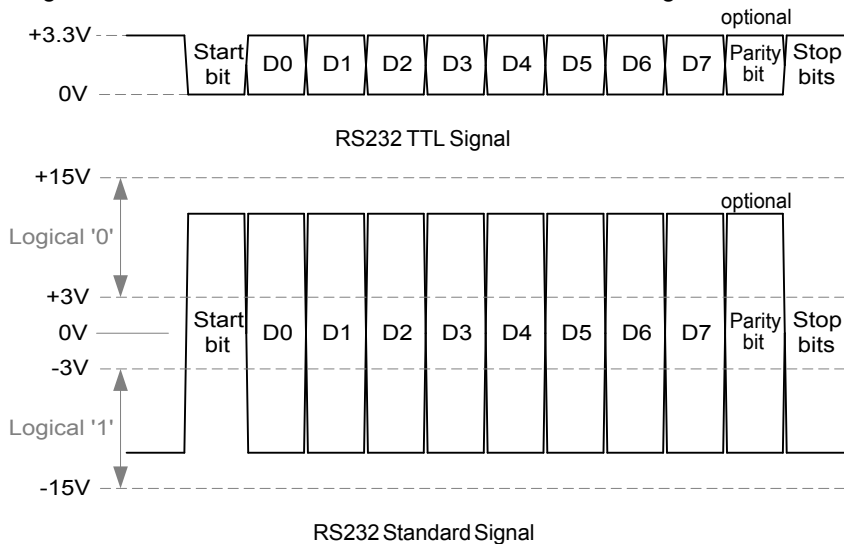 optional
+3.3V
Start bit D0 D1 D2 D3 D4 D5 D6 D7 Parity bit Stop bits
0V
RS232 TTL Signal
+15V
optional
Logical '0'
+3V
0V
Start bit D0 D1 D2 D3 D4 D5 D6 D7 Parity bit Stop bits
-3V
Logical '1'
-15V
RS232 Standard Signal